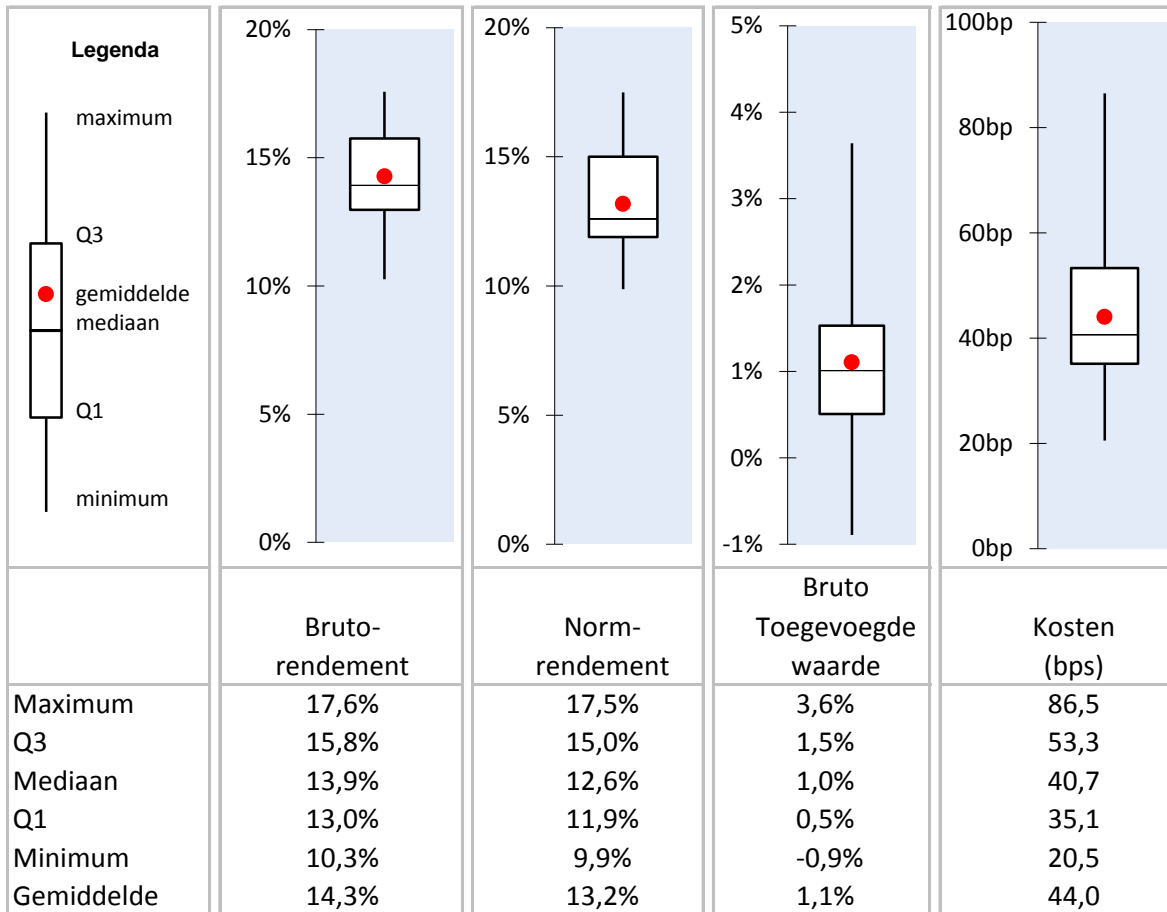 Legenda
maximum
Q3
gemiddelde
mediaan
Q1
minimum
20%
15%
10%
5%
0%
20%
15%
10%
5%
0%
5%
4%
3%
2%
1%
0%
-1%
100bp
80bp
60bp
40bp
20bp
0bp
Bruto-
rendement
Norm-
rendement
Bruto
Toegevoegde
waarde
Kosten
(bps)
Maximum 17,6% 17,5% 3,6% 86,5
Q3 15,8% 15,0% 1,5% 53,3
Mediaan 13,9% 12,6% 1,0% 40,7
Q1 13,0% 11,9% 0,5% 35,1
Minimum 10,3% 9,9% -0,9% 20,5
Gemiddelde 14,3% 13,2% 1,1% 44,0